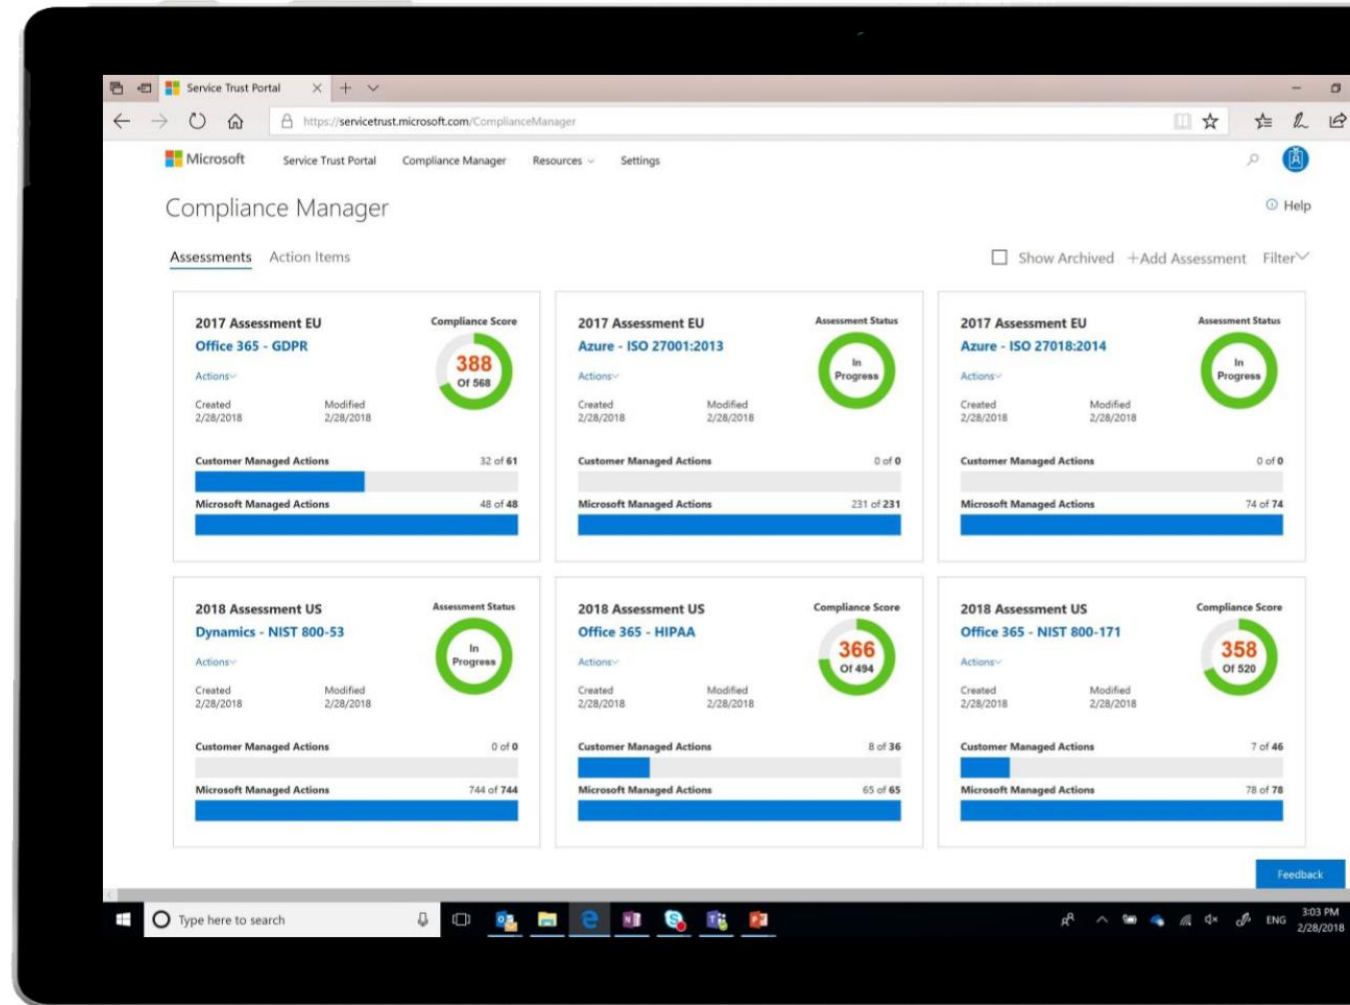 Service Trust Portal
https://servicetrust.microsoft.com/ComplianceManager
Microsoft Service Trust Portal Compliance Manager Resources Settings
Compliance Manager
Help
Assessments Action Items
Show Archived +Add Assessment Filter
2017 Assessment EU
Office 365 - GDPR
Compliance Score
388
Of 568
Actions
Created Modified
2/28/2018 2/28/2018
Customer Managed Actions 32 of 61
Microsoft Managed Actions 48 of 48
2017 Assessment EU
Azure - ISO 27001:2013
Assessment Status
In
Progress
Actions
Created Modified
2/28/2018 2/28/2018
Customer Managed Actions 0 of 0
Microsoft Managed Actions 231 of 231
2017 Assessment EU
Azure - ISO 27018:2014
Assessment Status
In
Progress
Actions
Created Modified
2/28/2018 2/28/2018
Customer Managed Actions 0 of 0
Microsoft Managed Actions 74 of 74
2018 Assessment US
Dynamics - NIST 800-53
Assessment Status
In
Progress
Actions
Created Modified
2/28/2018 2/28/2018
Customer Managed Actions 0 of 0
Microsoft Managed Actions 744 of 744
2018 Assessment US
Office 365 - HIPAA
Compliance Score
366
Of 494
Actions
Created Modified
2/28/2018 2/28/2018
Customer Managed Actions 8 of 36
Microsoft Managed Actions 65 of 65
2018 Assessment US
Office 365 - NIST 800-171
Compliance Score
358
Of 520
Actions
Created Modified
2/28/2018 2/28/2018
Customer Managed Actions 7 of 46
Microsoft Managed Actions 78 of 78
Feedback
Type here to search
ENG
3:03 PM
2/28/2018